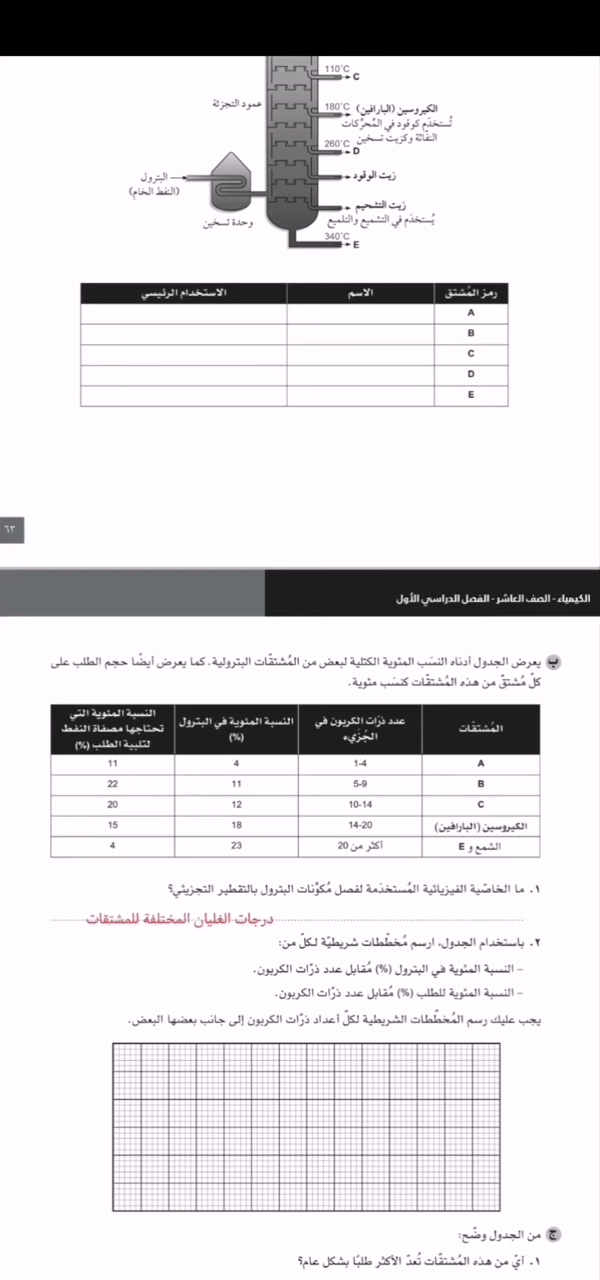 110°C
C
عمود التجزئة
180°C
الكيروسين (البارافين)
تُستخدَم كوقود في المُحرّكات
النفّاثة وكزيت تسخين
260°C
D
زيت الوقود
البترول
(النفط الخام)
زيت التشحيم
يُستخدَم في التشميع والتلميع
وحدة تسخين
340°C
E
رمز المُشتق الاسم الاستخدام الرئيسي
A
B
C
D
E
٦٣
الكيمياء - الصف العاشر - الفصل الدراسي الأول
ب يعرض الجدول أدناه النسَب المئوية الكتلية لبعض من المُشتقّات البترولية. كما يعرض أيضًا حجم الطلب على
كلّ مُشتقّ من هذه المُشتقّات كنسَب مئوية.
المُشتقّات عدد ذرّات الكربون في الجُزَيء النسبة المئوية في البترول (%) النسبة المئوية التي تحتاجها مصفاة النفط لتلبية الطلب (%)
A 1-4 4 11
B 5-9 11 22
C 10-14 12 20
الكيروسين (البارافين) 14-20 18 15
الشمع و E أكثر من 20 23 4
١. ما الخاصّية الفيزيائية المُستخدَمة لفصل مُكوّنات البترول بالتقطير التجزيئي؟
درجات الغليان المختلفة للمشتقات
٢. باستخدام الجدول، ارسم مُخطّطات شريطيّة لكلّ من:
– النسبة المئوية في البترول (%) مُقابل عدد ذرّات الكربون.
– النسبة المئوية للطلب (%) مُقابل عدد ذرّات الكربون.
يجب عليك رسم المُخطّطات الشريطية لكلّ أعداد ذرّات الكربون إلى جانب بعضها البعض.
ج من الجدول وضّح:
١. أيّ من هذه المُشتقّات تُعدّ الأكثر طلبًا بشكل عام؟